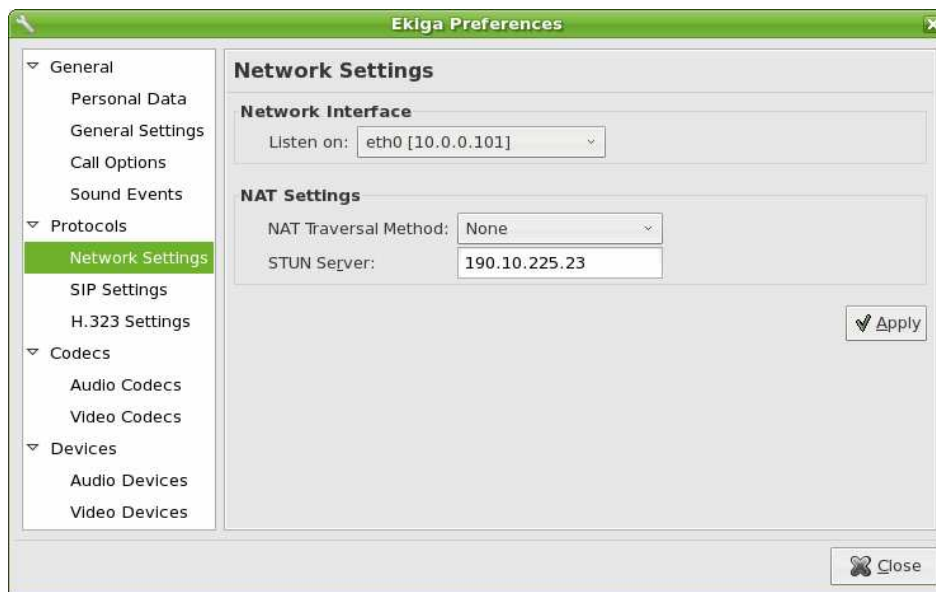 Ekiga Preferences
General
Personal Data
General Settings
Call Options
Sound Events
Protocols
Network Settings
SIP Settings
H.323 Settings
Codecs
Audio Codecs
Video Codecs
Devices
Audio Devices
Video Devices
Network Settings
Network Interface
Listen on: eth0 [10.0.0.101]
NAT Settings
NAT Traversal Method: None
STUN Server: 190.10.225.23
Apply
Close